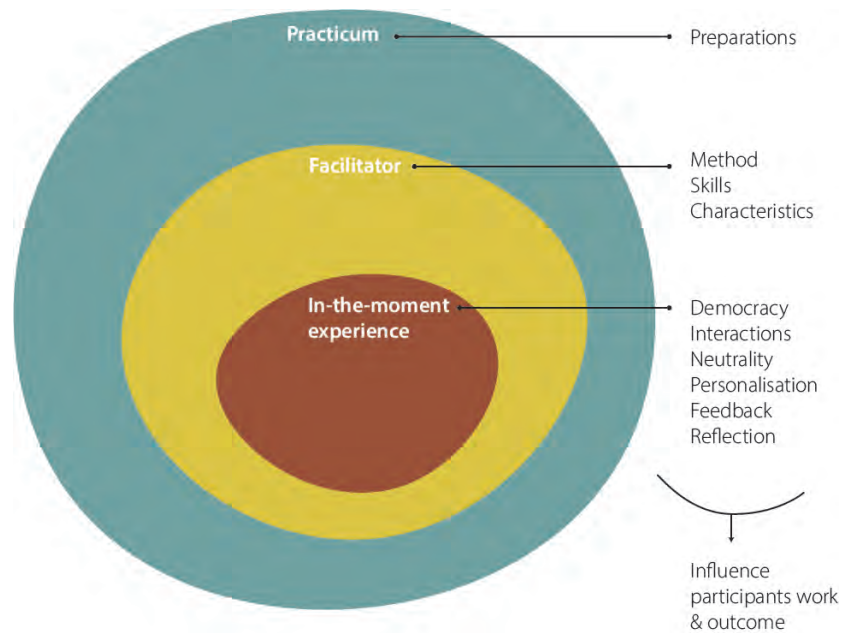 Practicum
Preparations
Facilitator
Method
Skills
Characteristics
In-the-moment
experience
Democracy
Interactions
Neutrality
Personalisation
Feedback
Reflection
Influence
participants work
& outcome